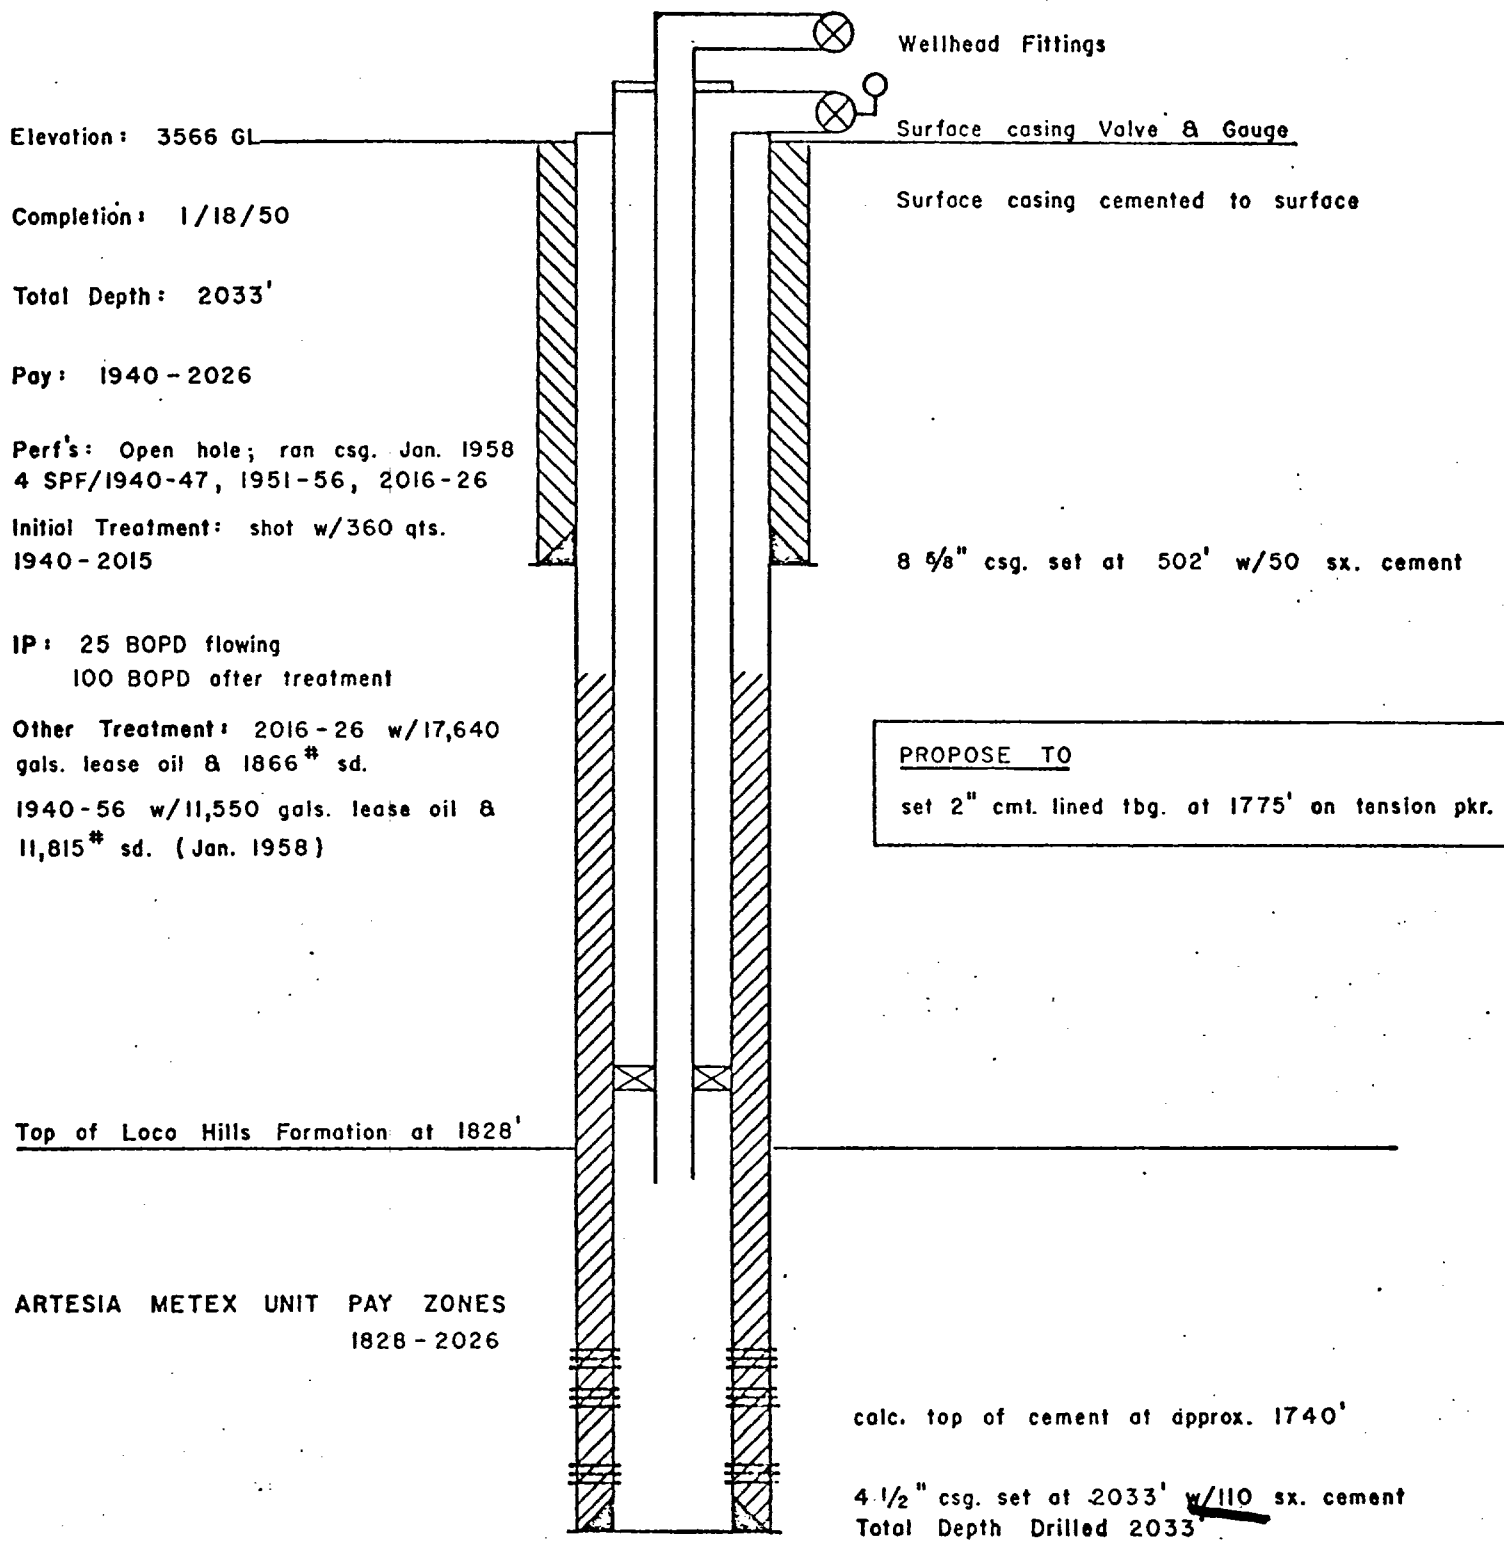 Wellhead Fittings
Elevation: 3566 GL
Surface casing Valve & Gauge
Completion: 1/18/50
Surface casing cemented to surface
Total Depth: 2033'
Pay: 1940-2026
Perf's: Open hole; ran csg. Jan. 1958
4 SPF/1940-47, 1951-56, 2016-26
Initial Treatment: shot w/360 qts.
1940-2015
8 5/8" csg. set at 502' w/50 sx. cement
IP: 25 BOPD flowing
100 BOPD after treatment
Other Treatment: 2016-26 w/17,640
gals. lease oil & 1866# sd.
1940-56 w/11,550 gals. lease oil &
11,815# sd. (Jan. 1958)
PROPOSE TO
set 2" cmt. lined tbg. at 1775' on tension pkr.
Top of Loco Hills Formation at 1828'
ARTESIA METEX UNIT PAY ZONES
1828-2026
calc. top of cement at approx. 1740'
4 1/2" csg. set at 2033' w/110 sx. cement
Total Depth Drilled 2033'